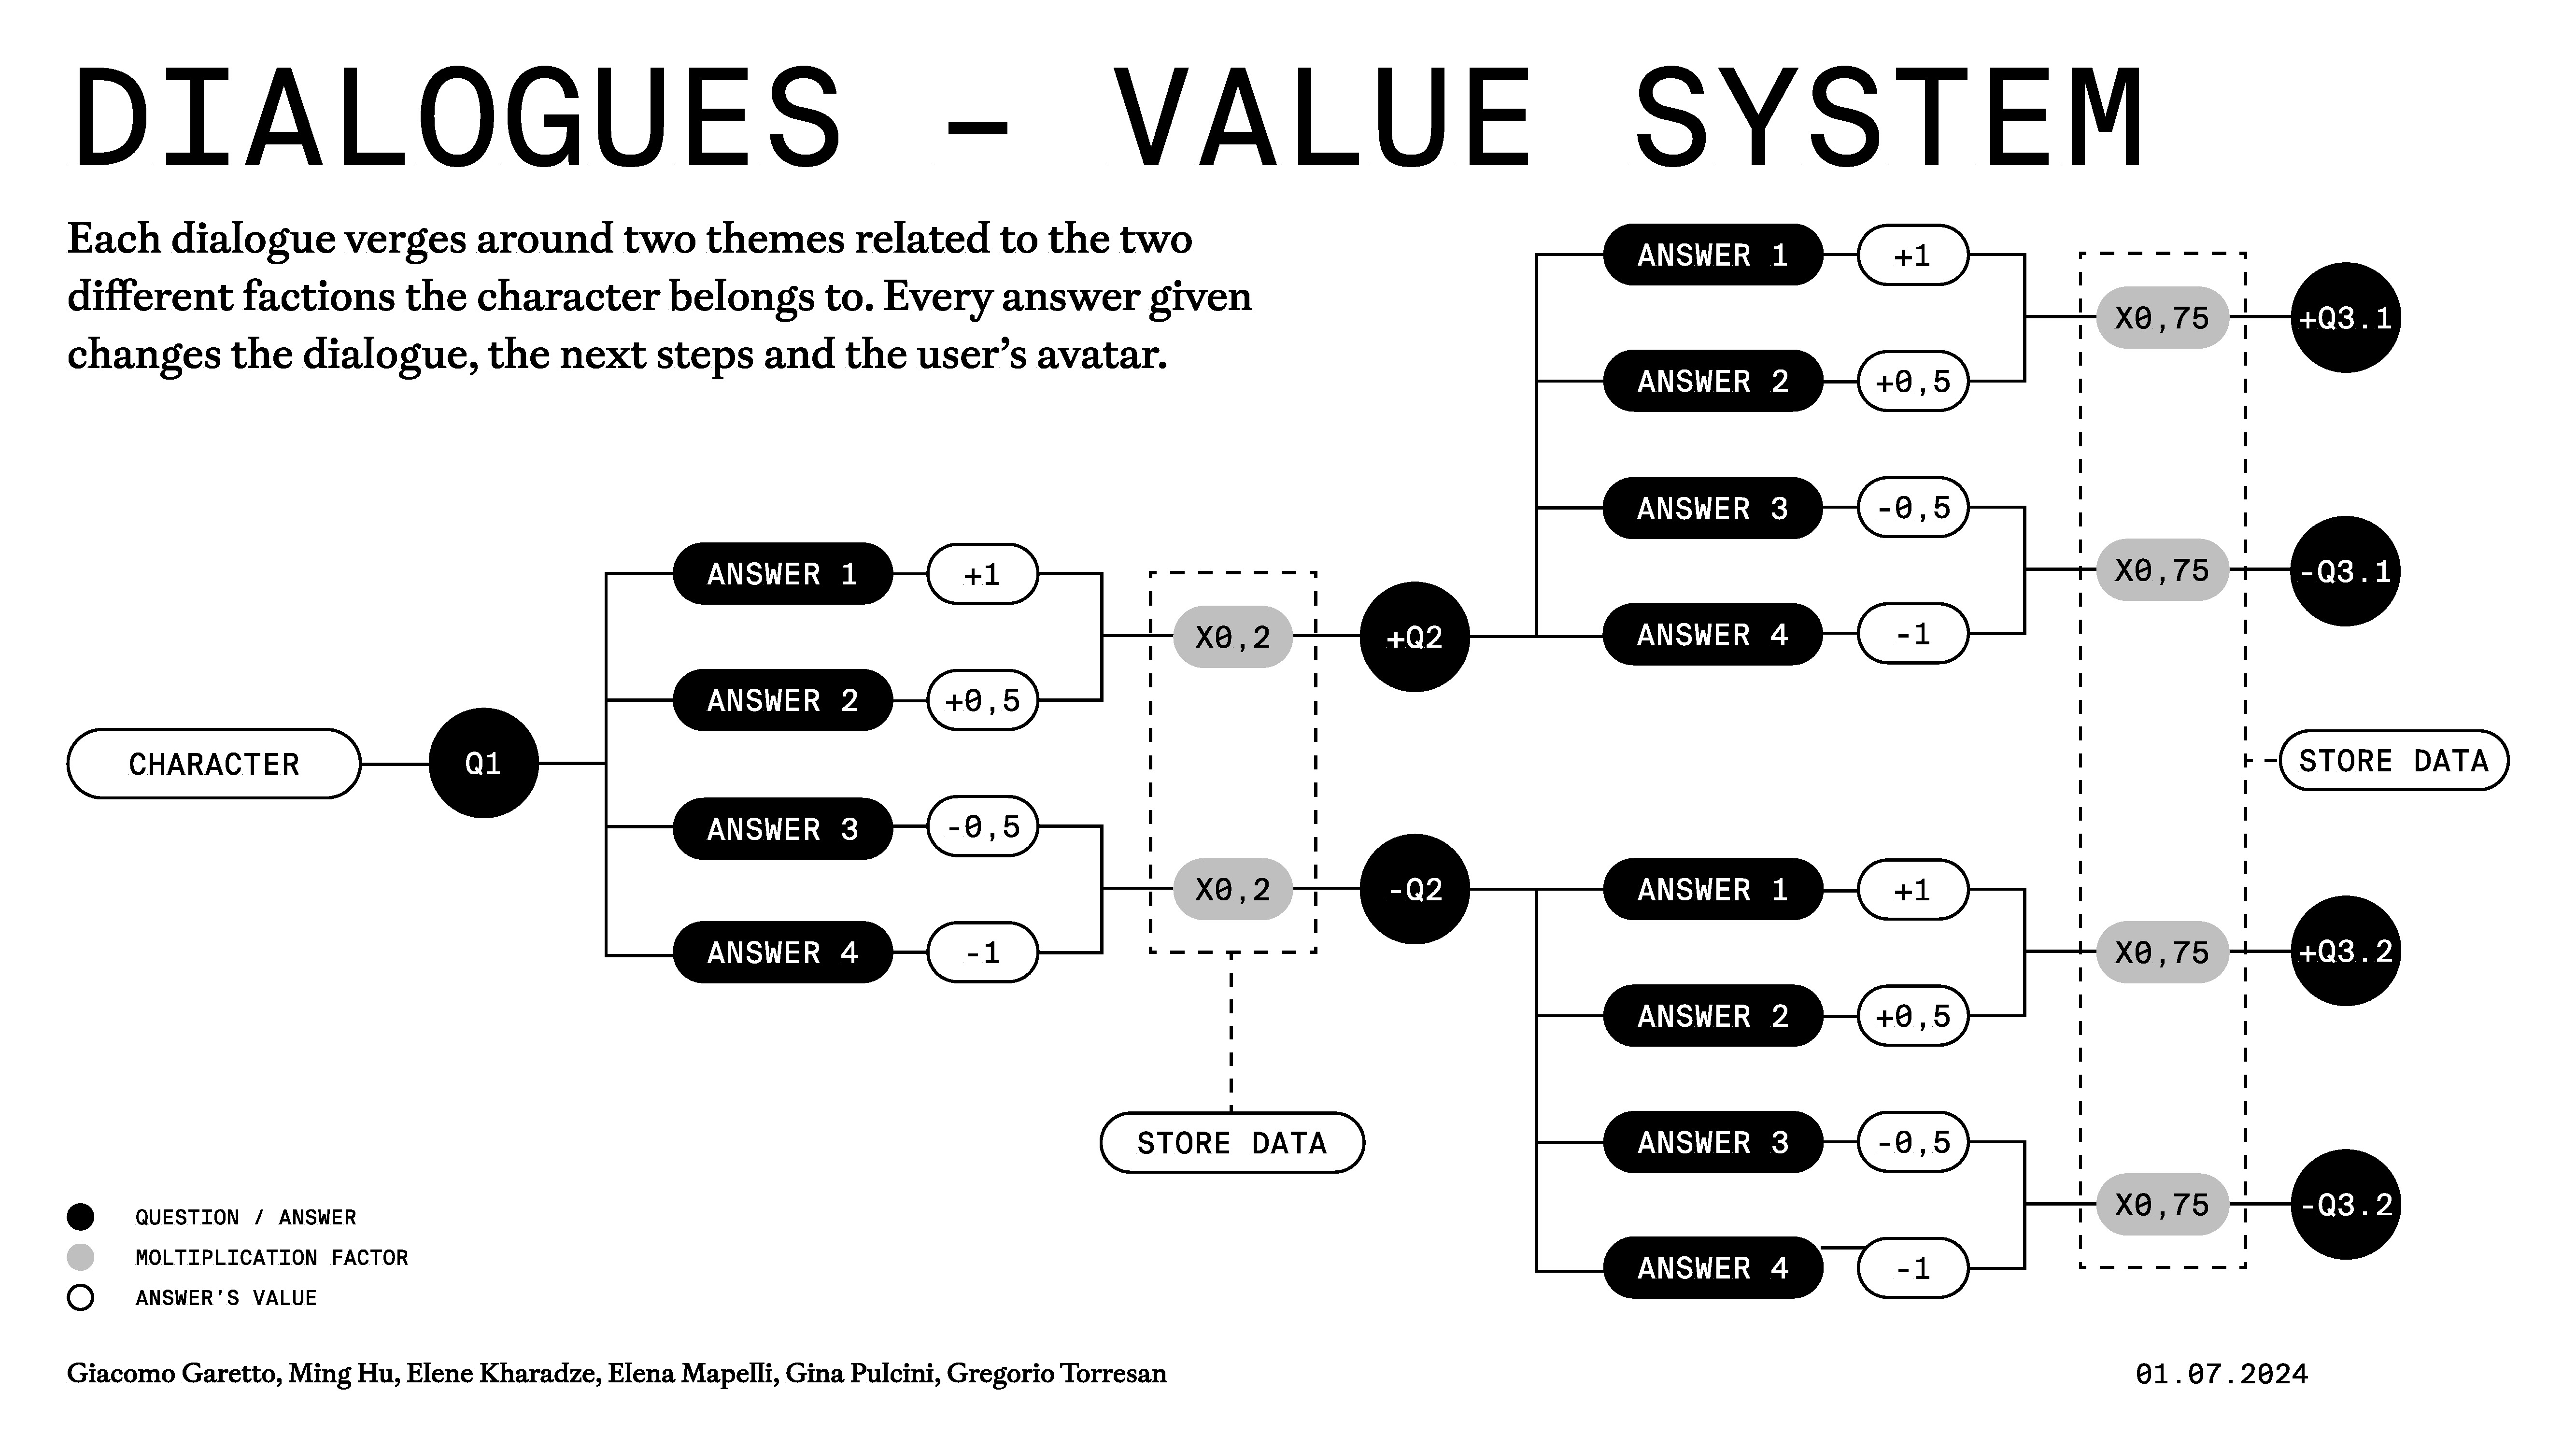 DIALOGUES – VALUE SYSTEM
Each dialogue verges around two themes related to the two
different factions the character belongs to. Every answer given
changes the dialogue, the next steps and the user’s avatar.
CHARACTER
Q1
ANSWER 1
+1
ANSWER 2
+0,5
ANSWER 3
-0,5
ANSWER 4
-1
X0,2
X0,2
STORE DATA
+Q2
-Q2
ANSWER 1
+1
ANSWER 2
+0,5
ANSWER 3
-0,5
ANSWER 4
-1
ANSWER 1
+1
ANSWER 2
+0,5
ANSWER 3
-0,5
ANSWER 4
-1
X0,75
X0,75
X0,75
X0,75
+Q3.1
-Q3.1
STORE DATA
+Q3.2
-Q3.2
QUESTION / ANSWER
MOLTIPLICATION FACTOR
ANSWER’S VALUE
Giacomo Garetto, Ming Hu, Elene Kharadze, Elena Mapelli, Gina Pulcini, Gregorio Torresan
01.07.2024